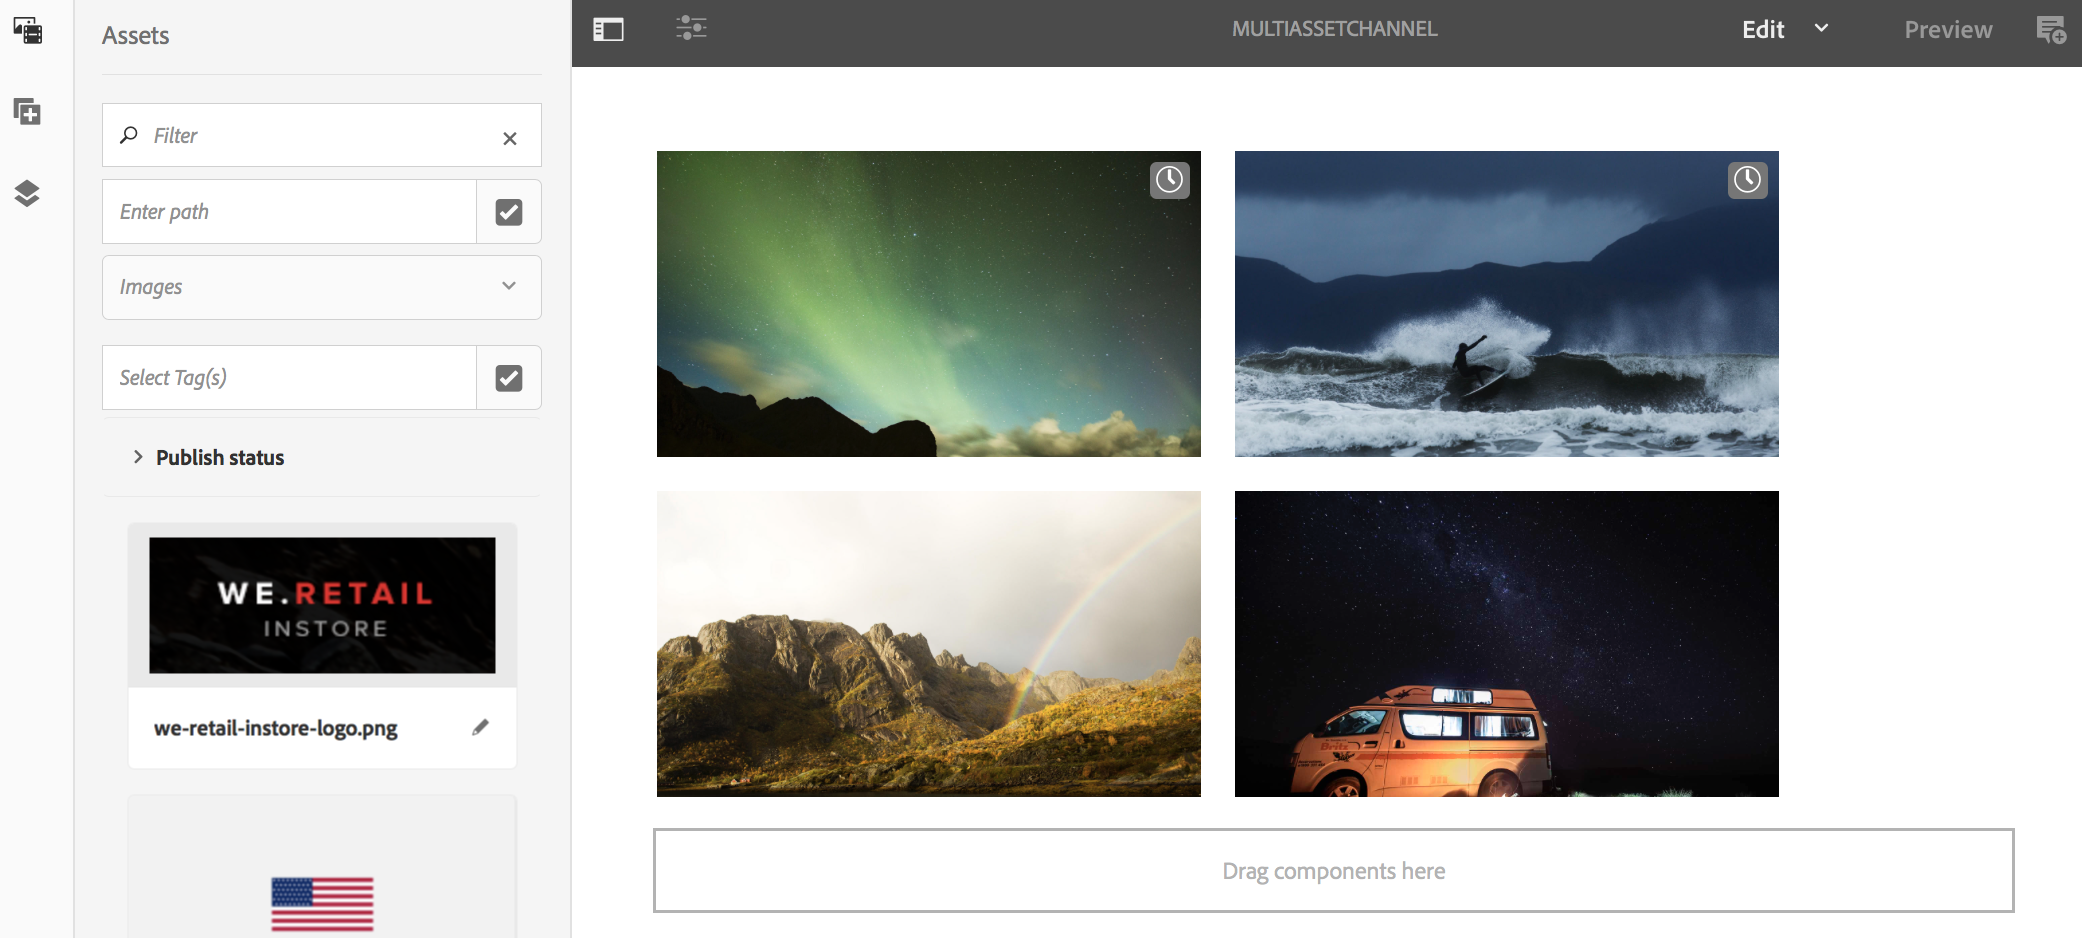 Assets
MULTIASSETCHANNEL
Edit
Preview
Filter
Enter path
Images
Select Tag(s)
Publish status
WE.RETAIL
INSTORE
we-retail-instore-logo.png
Britz
Drag components here